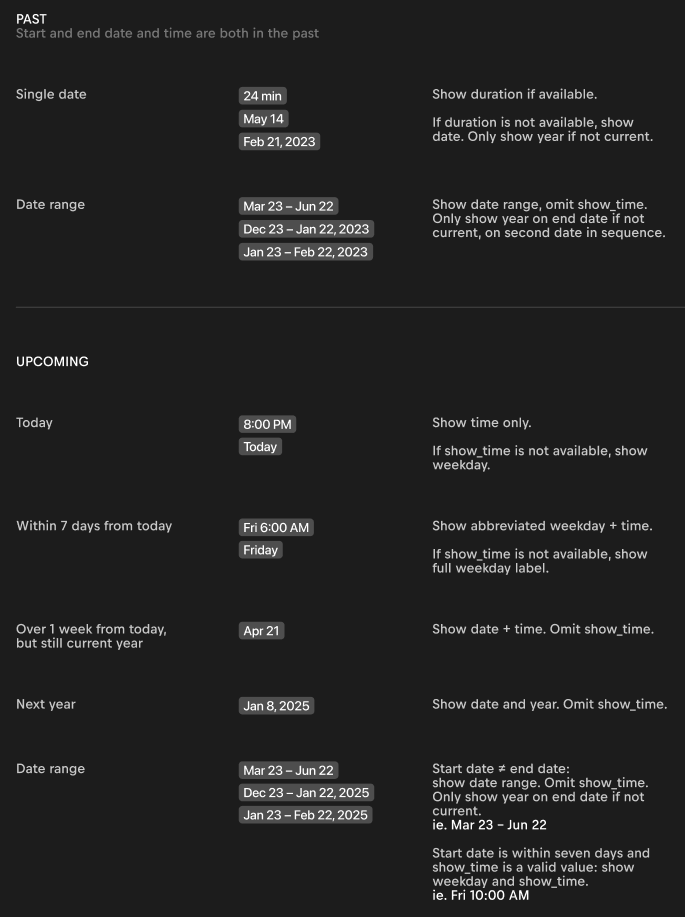 PAST
Start and end date and time are both in the past
Single date
24 min
May 14
Feb 21, 2023
Show duration if available.
If duration is not available, show
date. Only show year if not current.
Date range
Mar 23 – Jun 22
Dec 23 – Jan 22, 2023
Jan 23 – Feb 22, 2023
Show date range, omit show_time.
Only show year on end date if not
current, on second date in sequence.
UPCOMING
Today
8:00 PM
Today
Show time only.
If show_time is not available, show
weekday.
Within 7 days from today
Fri 6:00 AM
Friday
Show abbreviated weekday + time.
If show_time is not available, show
full weekday label.
Over 1 week from today,
but still current year
Apr 21
Show date + time. Omit show_time.
Next year
Jan 8, 2025
Show date and year. Omit show_time.
Date range
Mar 23 – Jun 22
Dec 23 – Jan 22, 2025
Jan 23 – Feb 22, 2025
Start date ≠ end date:
show date range. Omit show_time.
Only show year on end date if not
current.
ie. Mar 23 – Jun 22
Start date is within seven days and
show_time is a valid value: show
weekday and show_time.
ie. Fri 10:00 AM